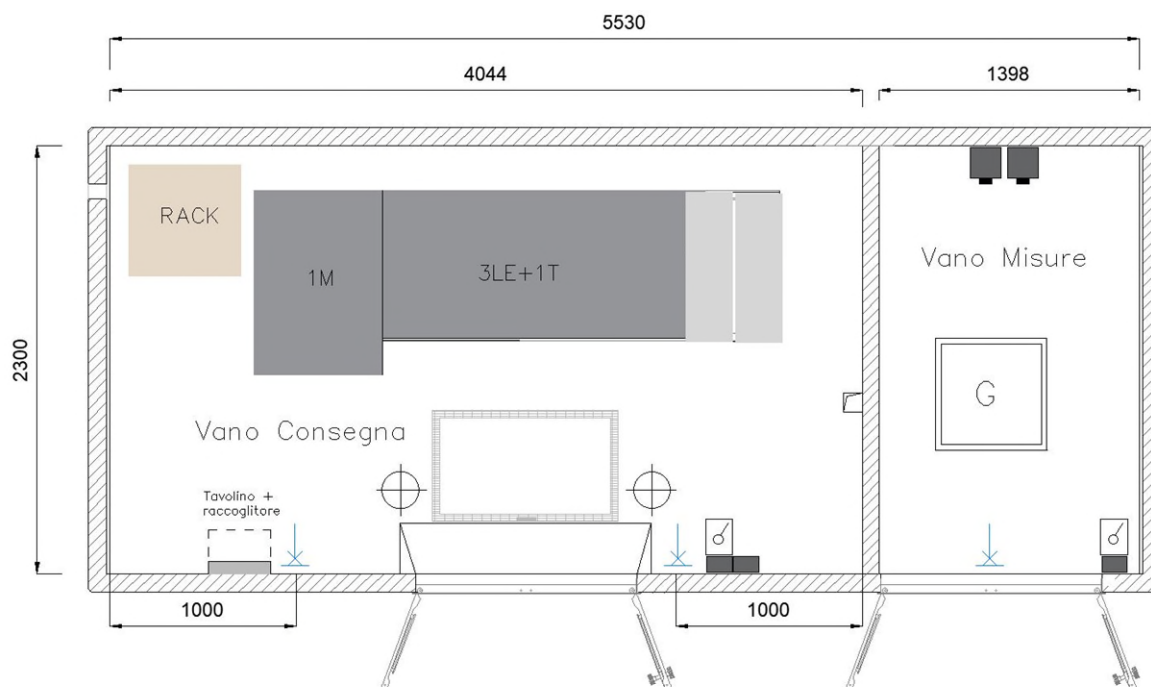 5530
4044
1398
2300
RACK
1M
3LE+1T
Vano Misure
G
Vano Consegna
Tavolino +
raccoglitore
1000
1000